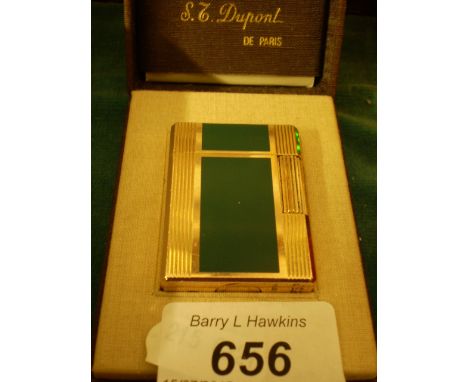 S.T. Dupont
DE PARIS
Barry L Hawkins
656